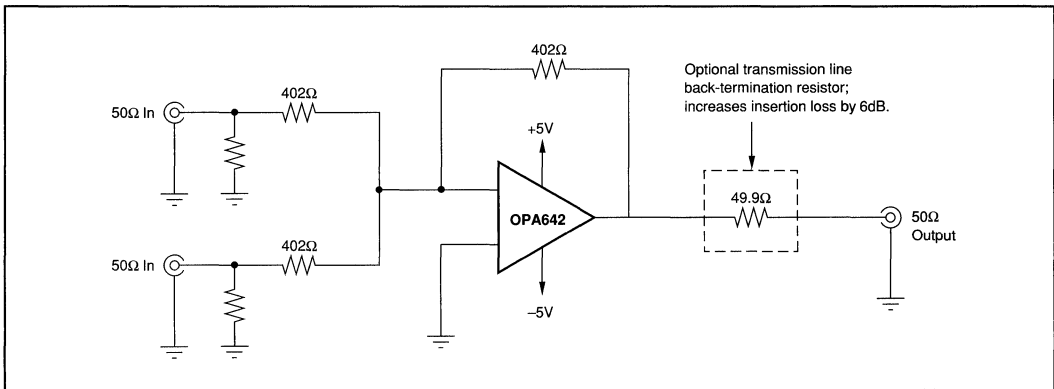 402Ω
Optional transmission line
back-termination resistor;
increases insertion loss by 6dB.
50Ω In
402Ω
+5V
49.9Ω
OPA642
50Ω
Output
50Ω In
402Ω
–5V